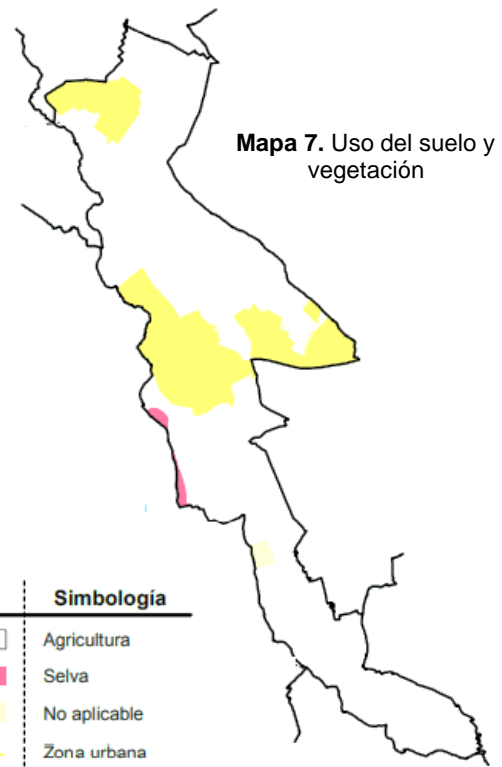 Mapa 7. Uso del suelo y
vegetación
Simbología
Agricultura
Selva
No aplicable
Zona urbana